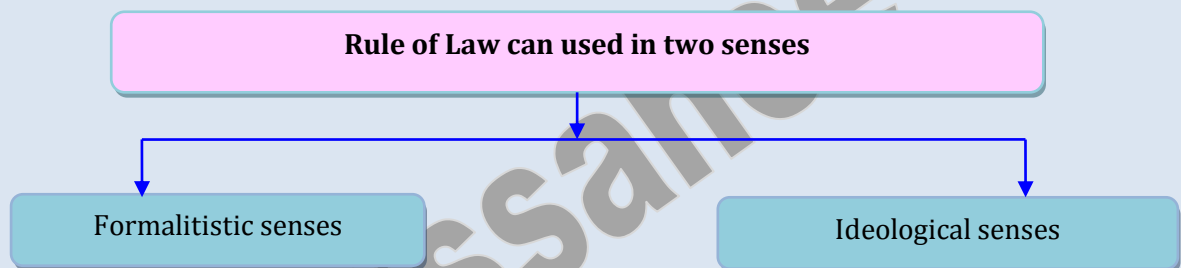 Rule of Law can used in two senses
Formalitistic senses
Ideological senses